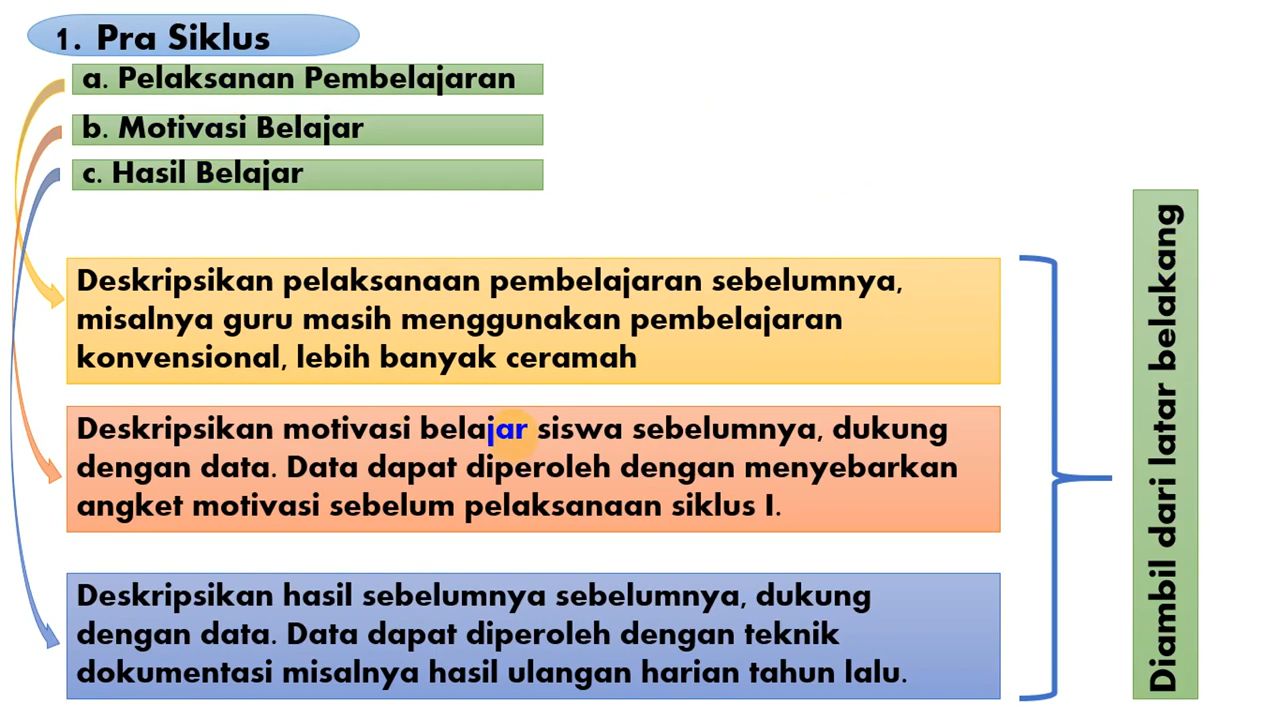 1. Pra Siklus
a. Pelaksanan Pembelajaran
b. Motivasi Belajar
c. Hasil Belajar
Deskripsikan pelaksanaan pembelajaran sebelumnya,
misalnya guru masih menggunakan pembelajaran
konvensional, lebih banyak ceramah
Deskripsikan motivasi belajar siswa sebelumnya, dukung
dengan data. Data dapat diperoleh dengan menyebarkan
angket motivasi sebelum pelaksanaan siklus I.
Deskripsikan hasil sebelumnya sebelumnya, dukung
dengan data. Data dapat diperoleh dengan teknik
dokumentasi misalnya hasil ulangan harian tahun lalu.
Diambil dari latar belakang